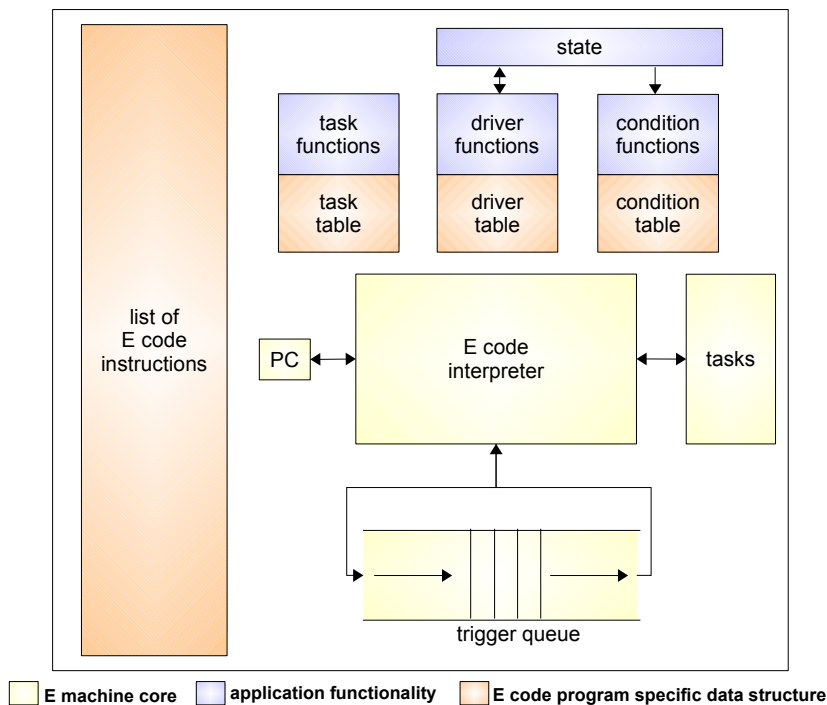 state
task
functions
driver
functions
condition
functions
task
table
driver
table
condition
table
list of
E code
instructions
PC
E code
interpreter
tasks
trigger queue
E machine core
application functionality
E code program specific data structure